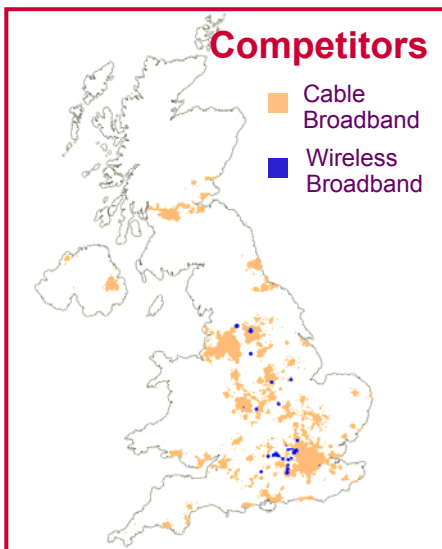 Competitors
Cable
Broadband
Wireless
Broadband